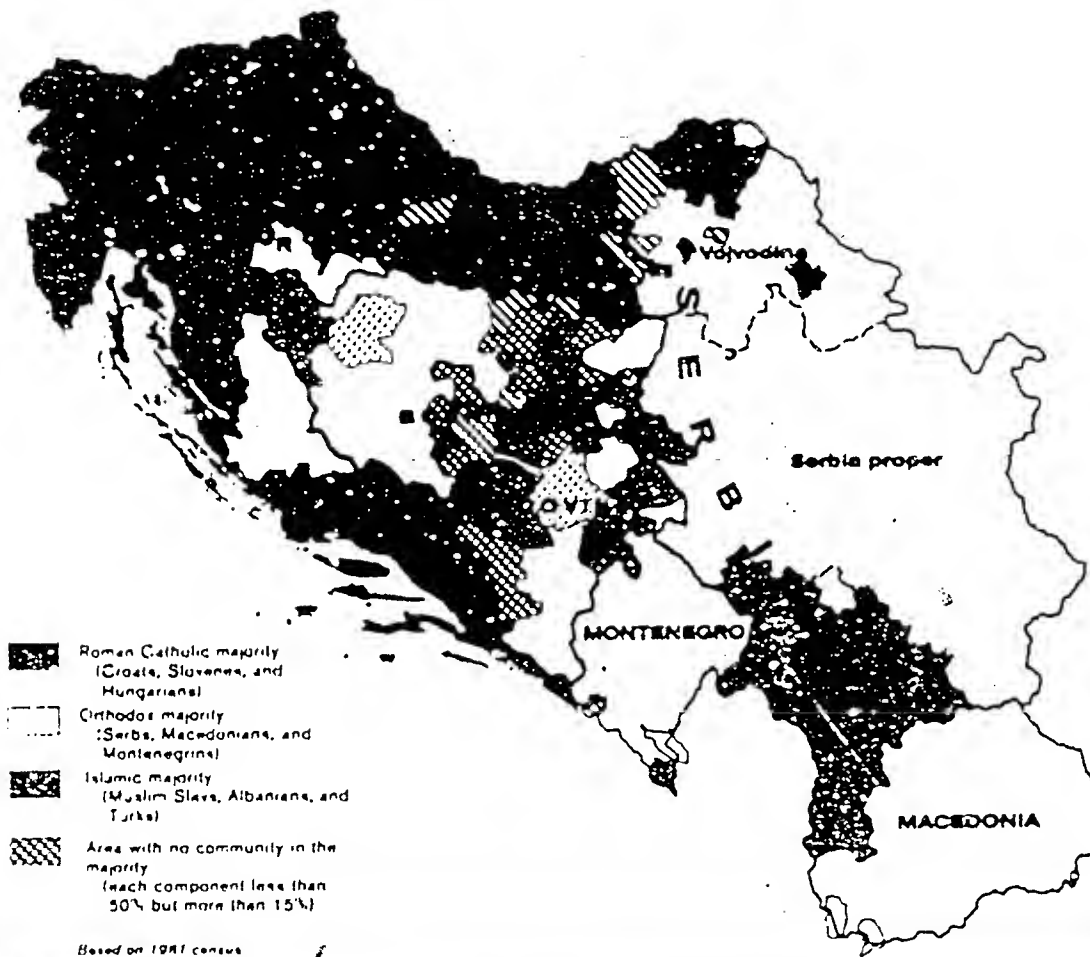 Vojvodina
S
E
R
B
Serbia proper
MONTENEGRO
MACEDONIA
Roman Catholic majority
(Croats, Slovenes, and
Hungarians)
Orthodox majority
(Serbs, Macedonians, and
Montenegrins)
Islamic majority
(Muslim Slavs, Albanians, and
Turks)
Area with no community in the
majority
(each component less than
50% but more than 15%)
Based on 1981 census